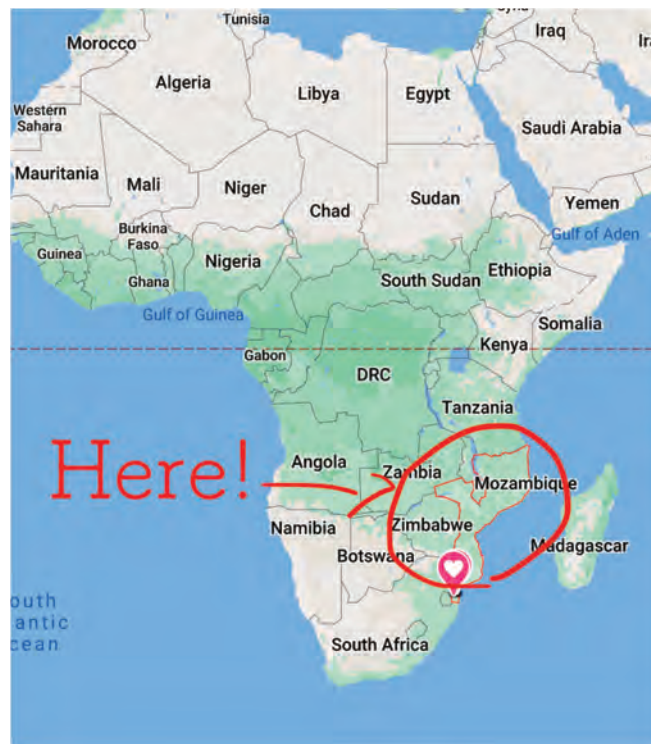 Tunisia
Morocco
Iraq
Algeria
Libya
Egypt
Western
Sahara
Saudi Arabia
Mauritania
Mali
Niger
Sudan
Chad
Yemen
Burkina
Faso
Gulf of Aden
Guinea
Nigeria
Ethiopia
Ghana
South Sudan
Gulf of Guinea
Somalia
Kenya
Gabon
DRC
Tanzania
Here!
Angola
Zambia
Mozambique
Namibia
Zimbabwe
Botswana
Madagascar
outh
antic
cean
South Africa